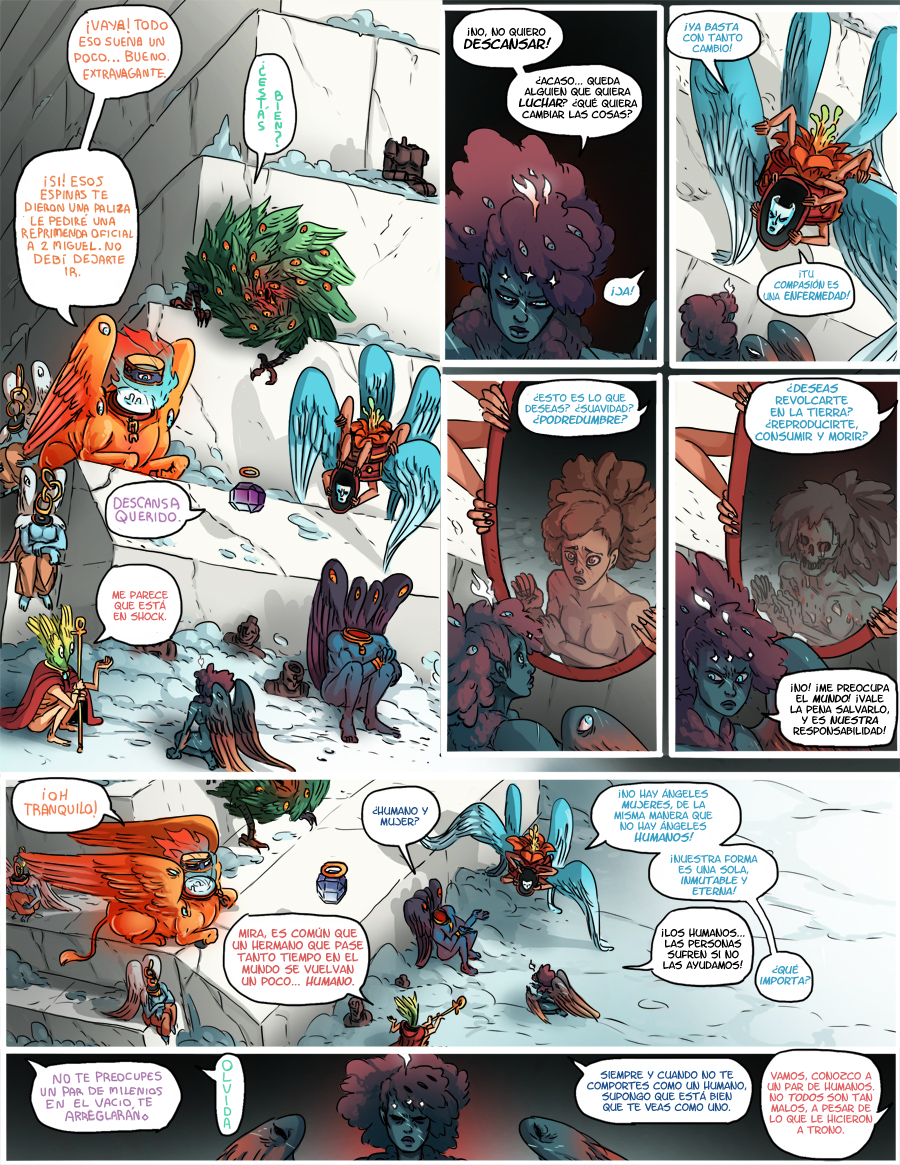 ¡VAYA! TODO
ESO SUENA UN
POCO... BUENO.
EXTRAVAGANTE.
¡SI! ESOS
ESPINAS TE
DIERON UNA PALIZA
LE PEDIRÉ UNA
REPRIMENDA OFICIAL
A 2 MIGUEL. NO
DEBÍ DEJARTE
IR.
¿ESTÁS
BIEN?
DESCANSA
QUERIDO.
ME PARECE
QUE ESTÁ
EN SHOCK.
¡NO, NO QUIERO
DESCANSAR!
¿ACASO... QUEDA
ALGUIEN QUE QUIERA
LUCHAR? ¿QUÉ QUIERA
CAMBIAR LAS COSAS?
¡JA!
¡YA BASTA
CON TANTO
CAMBIO!
¡TU
COMPASIÓN ES
UNA ENFERMEDAD!
¿ESTO ES LO QUE
DESEAS? ¿SUAVIDAD?
¿PODREDUMBRE?
¿DESEAS
REVOLCARTE
EN LA TIERRA?
¿REPRODUCIRTE,
CONSUMIR Y MORIR?
¡NO! ¡ME PREOCUPA
EL MUNDO! ¡VALE
LA PENA SALVARLO,
Y ES NUESTRA
RESPONSABILIDAD!
¡OH
TRANQUILO!
¿HUMANO Y
MUJER?
MIRA, ES COMÚN QUE
UN HERMANO QUE PASE
TANTO TIEMPO EN EL
MUNDO SE VUELVAN
UN POCO... HUMANO.
¡NO HAY ÁNGELES
MUJERES, DE LA
MISMA MANERA QUE
NO HAY ÁNGELES
HUMANOS!
¡NUESTRA FORMA
ES UNA SOLA,
INMUTABLE Y
ETERNA!
¡LOS HUMANOS...
LAS PERSONAS
SUFREN SI NO
LAS AYUDAMOS!
¿QUÉ
IMPORTA?
NO TE PREOCUPES
UN PAR DE MILENIOS
EN EL VACIO TE
ARREGLARÁN.
OLVIDA
SIEMPRE Y CUANDO NO TE
COMPORTES COMO UN HUMANO,
SUPONGO QUE ESTÁ BIEN
QUE TE VEAS COMO UNO.
VAMOS, CONOZCO A
UN PAR DE HUMANOS.
NO TODOS SON TAN
MALOS, A PESAR DE
LO QUE LE HICIERON
A TRONO.